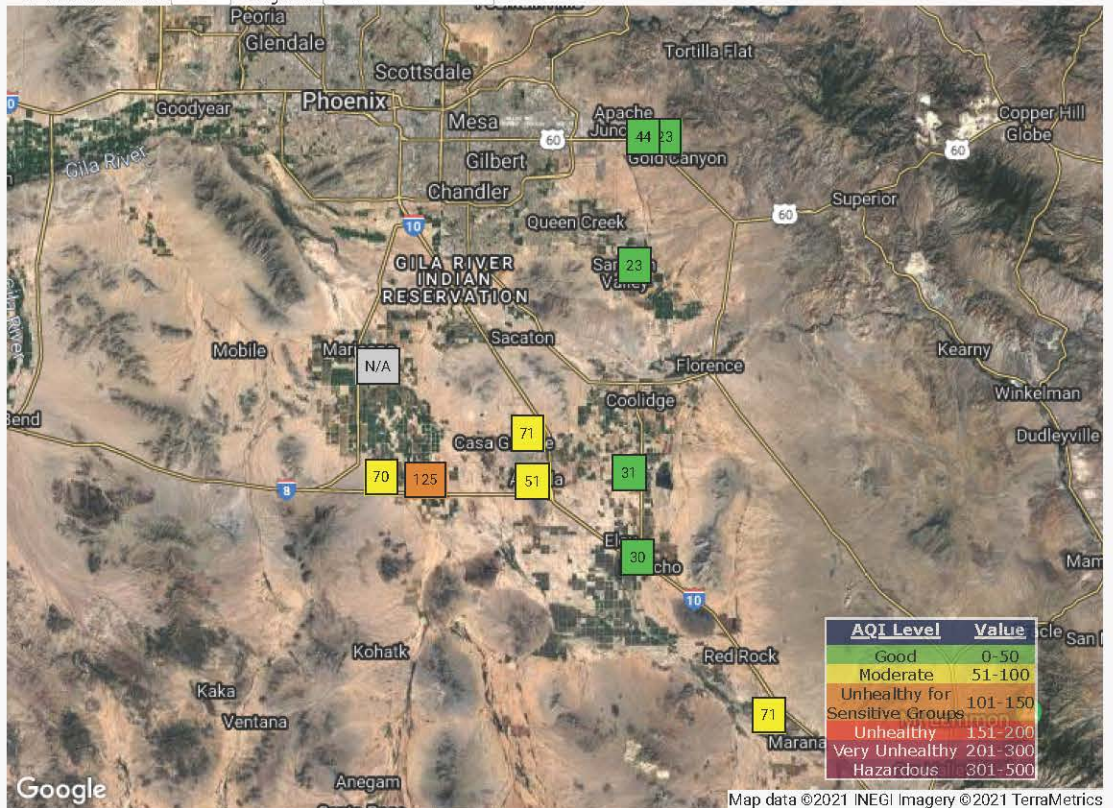 Peoria
Glendale
Tortilla Flat
Scottsdale
10
Goodyear
Phoenix
Mesa
60
Apache
44
23
Gold Canyon
Copper Hill
Globe
60
Gila River
Gilbert
Chandler
Superior
60
Queen Creek
10
GILA RIVER
INDIAN
RESERVATION
23
Valley
Mobile
N/A
Sacaton
Florence
Kearny
Winkelman
Coolidge
Dudleyville
Bend
71
Casa
70
125
51
31
8
30
10
Kohatk
Red Rock
Kaka
Ventana
71
Marana
Anegam
AQI Level Value
Good 0-50
Moderate 51-100
Unhealthy for
Sensitive Groups 101-150
Unhealthy 151-200
Very Unhealthy 201-300
Hazardous 301-500
Google
Map data ©2021 INEGI Imagery ©2021 TerraMetrics